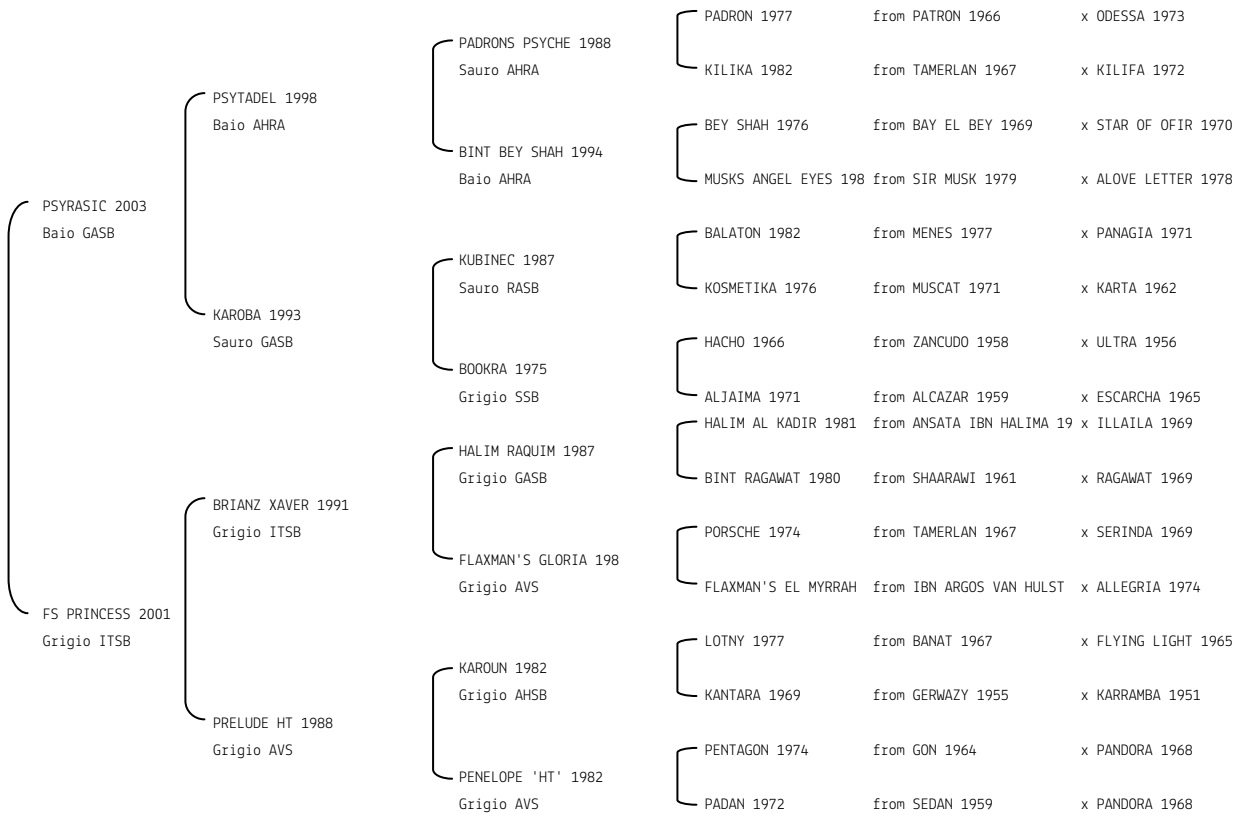 PADRON 1977 from PATRON 1966 x ODESSA 1973
PADRONS PSYCHE 1988
Sauro AHRA
KILIKA 1982 from TAMERLAN 1967 x KILIFA 1972
PSYTADEL 1998
Baio AHRA
BEY SHAH 1976 from BAY EL BEY 1969 x STAR OF OFIR 1970
BINT BEY SHAH 1994
Baio AHRA
MUSKS ANGEL EYES 198 from SIR MUSK 1979 x ALOVE LETTER 1978
PSYRASIC 2003
Baio GASB
BALATON 1982 from MENES 1977 x PANAGIA 1971
KUBINEC 1987
Sauro RASB
KOSMETIKA 1976 from MUSCAT 1971 x KARTA 1962
KAROBA 1993
Sauro GASB
HACHO 1966 from ZANCUDO 1958 x ULTRA 1956
BOOKRA 1975
Grigio SSB
ALJAIMA 1971 from ALCAZAR 1959 x ESCARCHA 1965
HALIM AL KADIR 1981 from ANSATA IBN HALIMA 19 x ILLAILA 1969
HALIM RAQUIM 1987
Grigio GASB
BINT RAGAWAT 1980 from SHAARAWI 1961 x RAGAWAT 1969
BRIANZ XAVER 1991
Grigio ITSB
PORSCHE 1974 from TAMERLAN 1967 x SERINDA 1969
FLAXMAN'S GLORIA 198
Grigio AVS
FLAXMAN'S EL MYRRAH from IBN ARGOS VAN HULST x ALLEGRIA 1974
FS PRINCESS 2001
Grigio ITSB
LOTNY 1977 from BANAT 1967 x FLYING LIGHT 1965
KAROUN 1982
Grigio AHSB
KANTARA 1969 from GERWAZY 1955 x KARRAMBA 1951
PRELUDE HT 1988
Grigio AVS
PENTAGON 1974 from GON 1964 x PANDORA 1968
PENELOPE 'HT' 1982
Grigio AVS
PADAN 1972 from SEDAN 1959 x PANDORA 1968